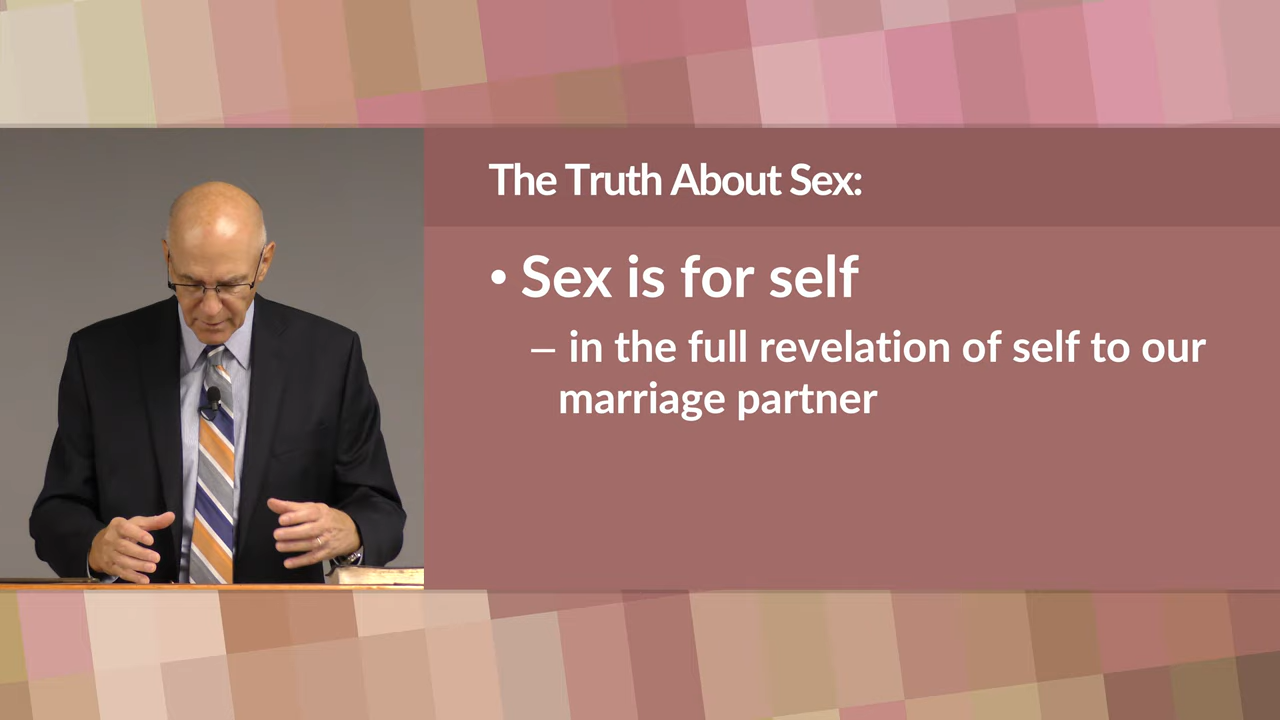 The Truth About Sex:
• Sex is for self
– in the full revelation of self to our
marriage partner